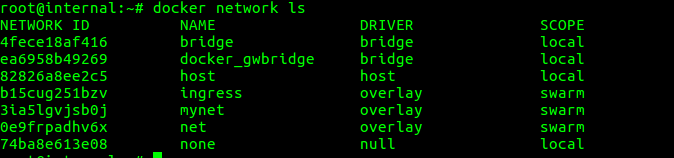 root@internal:~# docker network ls
NETWORK ID          NAME                DRIVER              SCOPE
4fece18af416        bridge              bridge              local
ea6958b49269        docker_gwbridge     bridge              local
82826a8ee2c5        host                host                local
b15cug251bzv        ingress             overlay             swarm
3ia5lgvjsb0j        mynet               overlay             swarm
0e9frpadhv6x        net                 overlay             swarm
74ba8e613e08        none                null                local